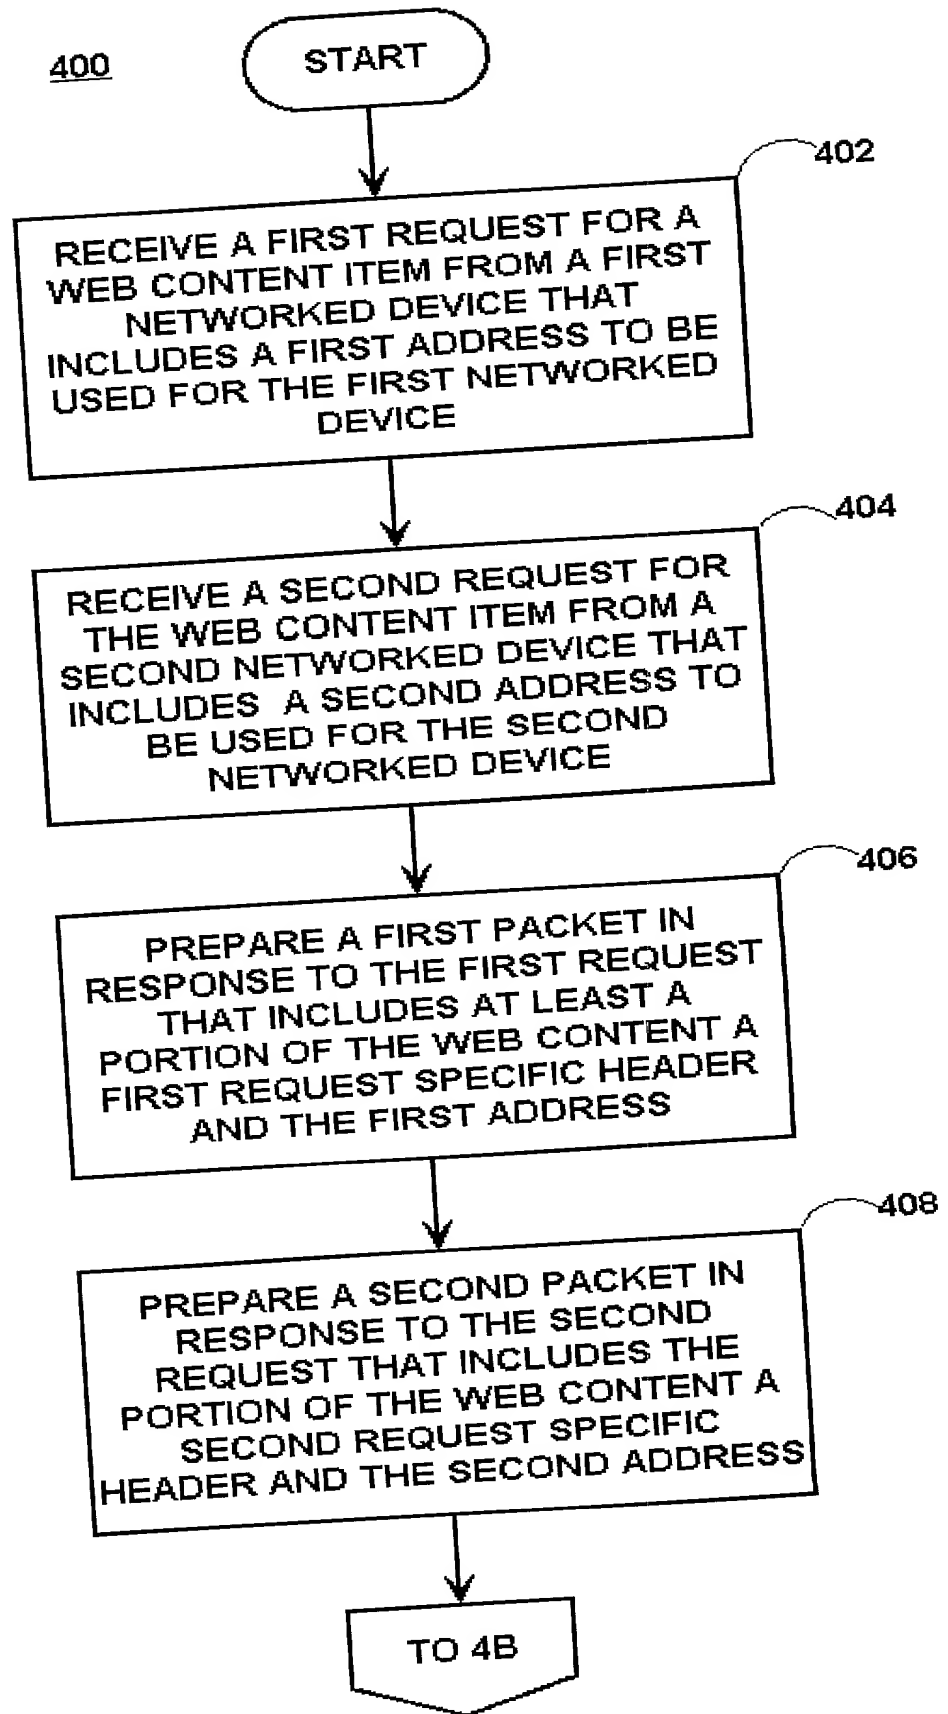 400
START
402
RECEIVE A FIRST REQUEST FOR A
WEB CONTENT ITEM FROM A FIRST
NETWORKED DEVICE THAT
INCLUDES A FIRST ADDRESS TO BE
USED FOR THE FIRST NETWORKED
DEVICE
404
RECEIVE A SECOND REQUEST FOR
THE WEB CONTENT ITEM FROM A
SECOND NETWORKED DEVICE THAT
INCLUDES A SECOND ADDRESS TO
BE USED FOR THE SECOND
NETWORKED DEVICE
406
PREPARE A FIRST PACKET IN
RESPONSE TO THE FIRST REQUEST
THAT INCLUDES AT LEAST A
PORTION OF THE WEB CONTENT A
FIRST REQUEST SPECIFIC HEADER
AND THE FIRST ADDRESS
408
PREPARE A SECOND PACKET IN
RESPONSE TO THE SECOND
REQUEST THAT INCLUDES THE
PORTION OF THE WEB CONTENT A
SECOND REQUEST SPECIFIC
HEADER AND THE SECOND ADDRESS
TO 4B